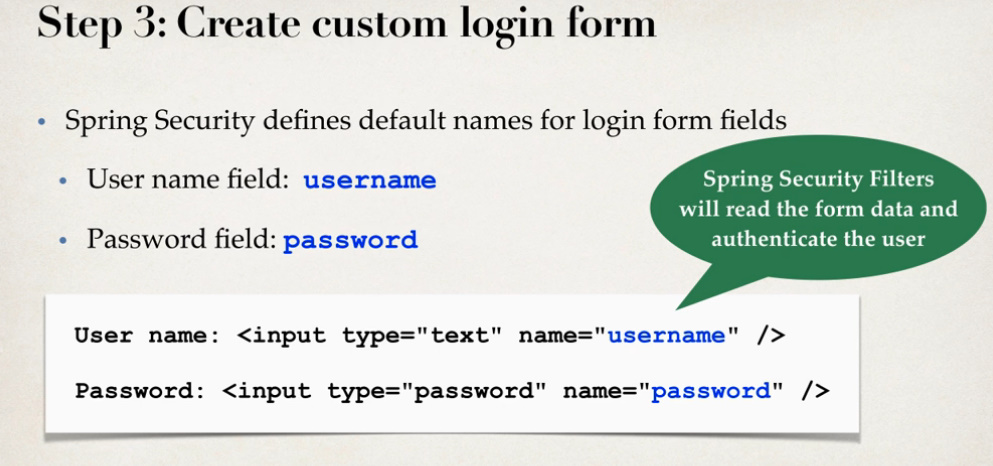 Step 3: Create custom login form
• Spring Security defines default names for login form fields
• User name field: username
• Password field: password
Spring Security Filters
will read the form data and
authenticate the user
User name: <input type="text" name="username" />
Password: <input type="password" name="password" />